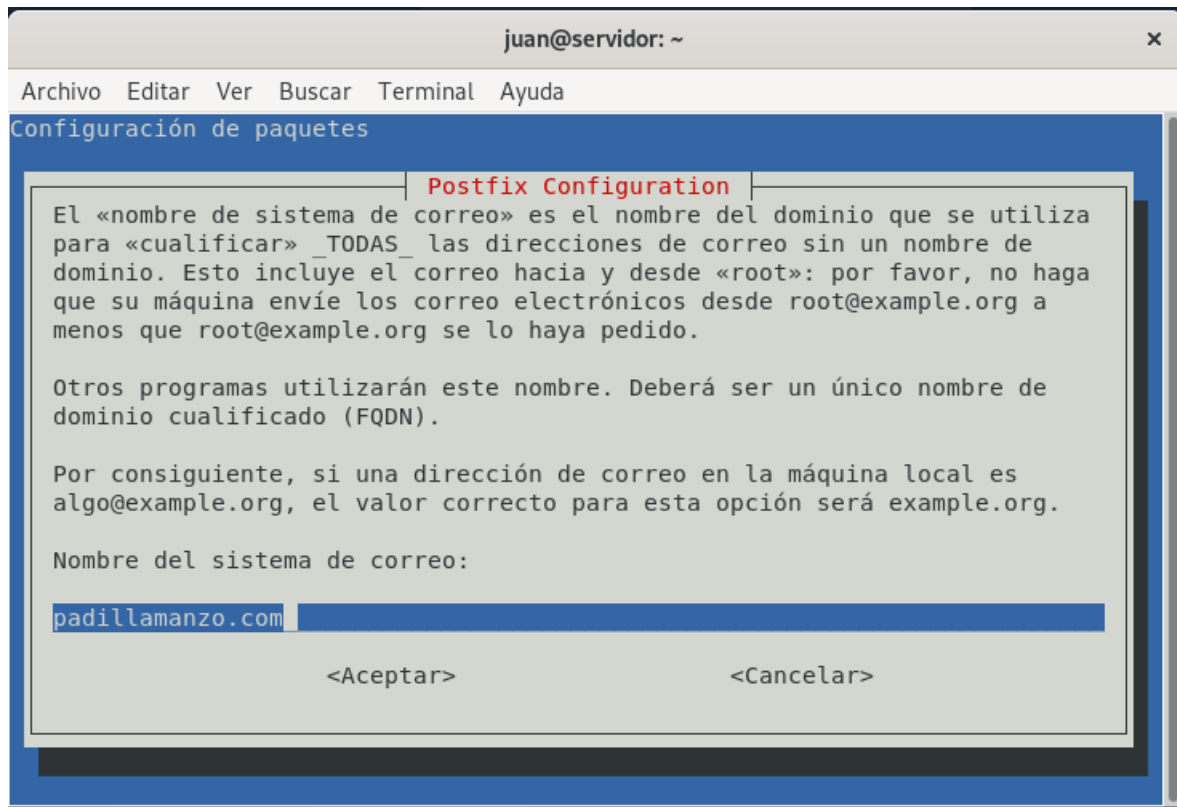 juan@servidor: ~
×
Archivo Editar Ver Buscar Terminal Ayuda
Configuración de paquetes
Postfix Configuration
El «nombre de sistema de correo» es el nombre del dominio que se utiliza
para «cualificar» _TODAS_ las direcciones de correo sin un nombre de
dominio. Esto incluye el correo hacia y desde «root»: por favor, no haga
que su máquina envíe los correo electrónicos desde root@example.org a
menos que root@example.org se lo haya pedido.
Otros programas utilizarán este nombre. Deberá ser un único nombre de
dominio cualificado (FQDN).
Por consiguiente, si una dirección de correo en la máquina local es
algo@example.org, el valor correcto para esta opción será example.org.
Nombre del sistema de correo:
padillamanzo.com
<Aceptar> <Cancelar>